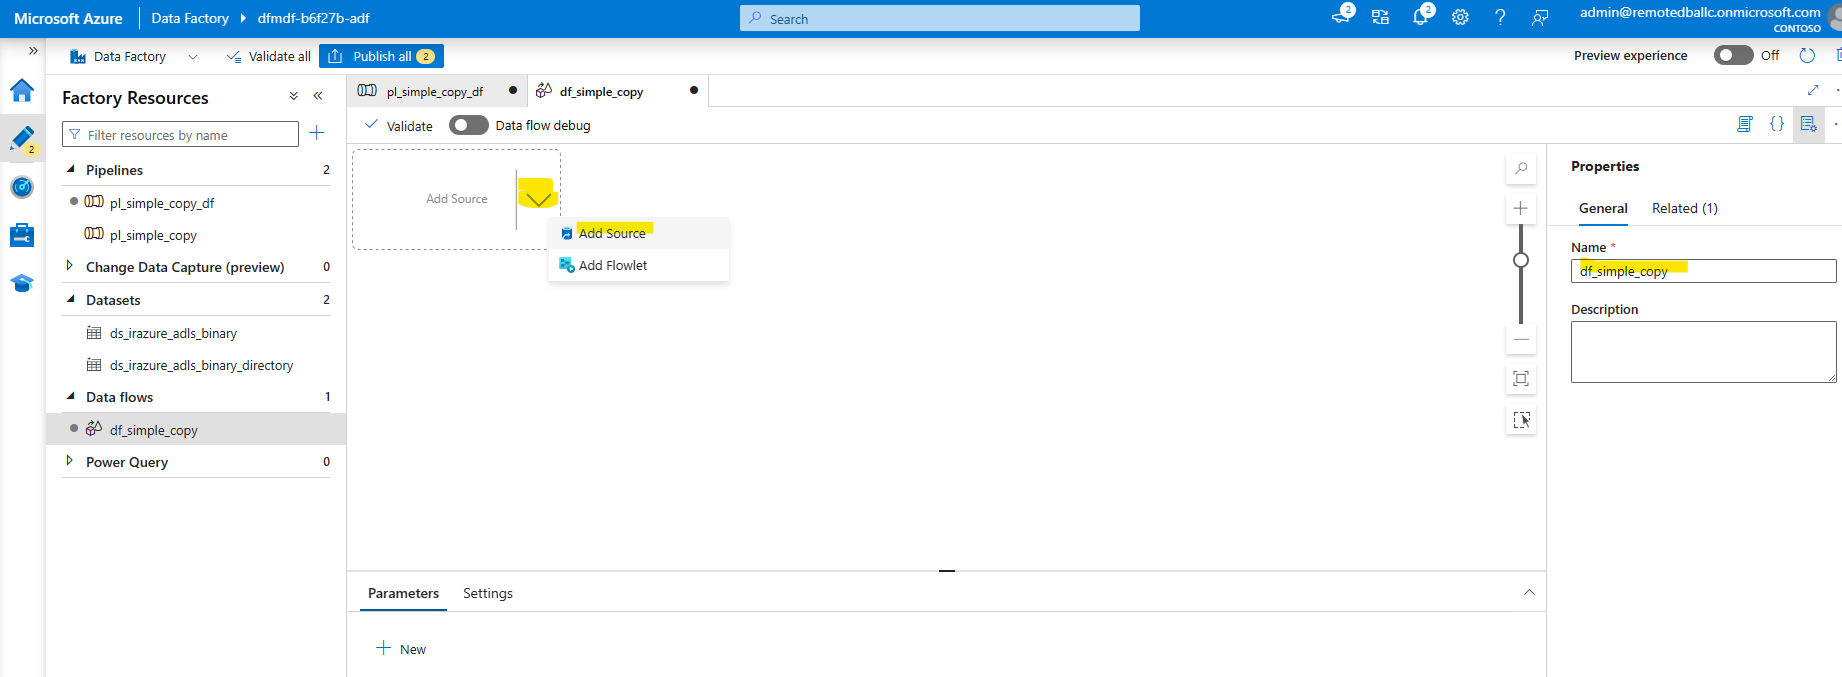 Microsoft Azure
Data Factory
dfmdf-b6f27b-adf
Search
2
2
admin@remotedballc.onmicrosoft.com
CONTOSO
Data Factory
Validate all
Publish all 2
Preview experience
Off
2
Factory Resources
Filter resources by name
Pipelines 2
pl_simple_copy_df
pl_simple_copy
Change Data Capture (preview) 0
Datasets 2
ds_irazure_adls_binary
ds_irazure_adls_binary_directory
Data flows 1
df_simple_copy
Power Query 0
pl_simple_copy_df
df_simple_copy
Validate
Data flow debug
{}
Add Source
Add Source
Add Flowlet
Parameters
Settings
New
Properties
General
Related (1)
Name *
df_simple_copy
Description